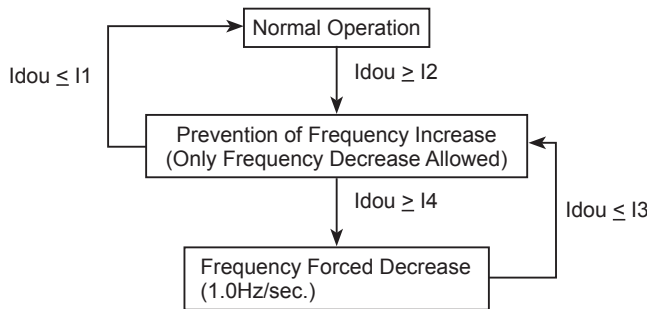 Normal Operation
Idou ≤ I1
Idou ≥ I2
Prevention of Frequency Increase
(Only Frequency Decrease Allowed)
Idou ≥ I4
Idou ≤ I3
Frequency Forced Decrease
(1.0Hz/sec.)